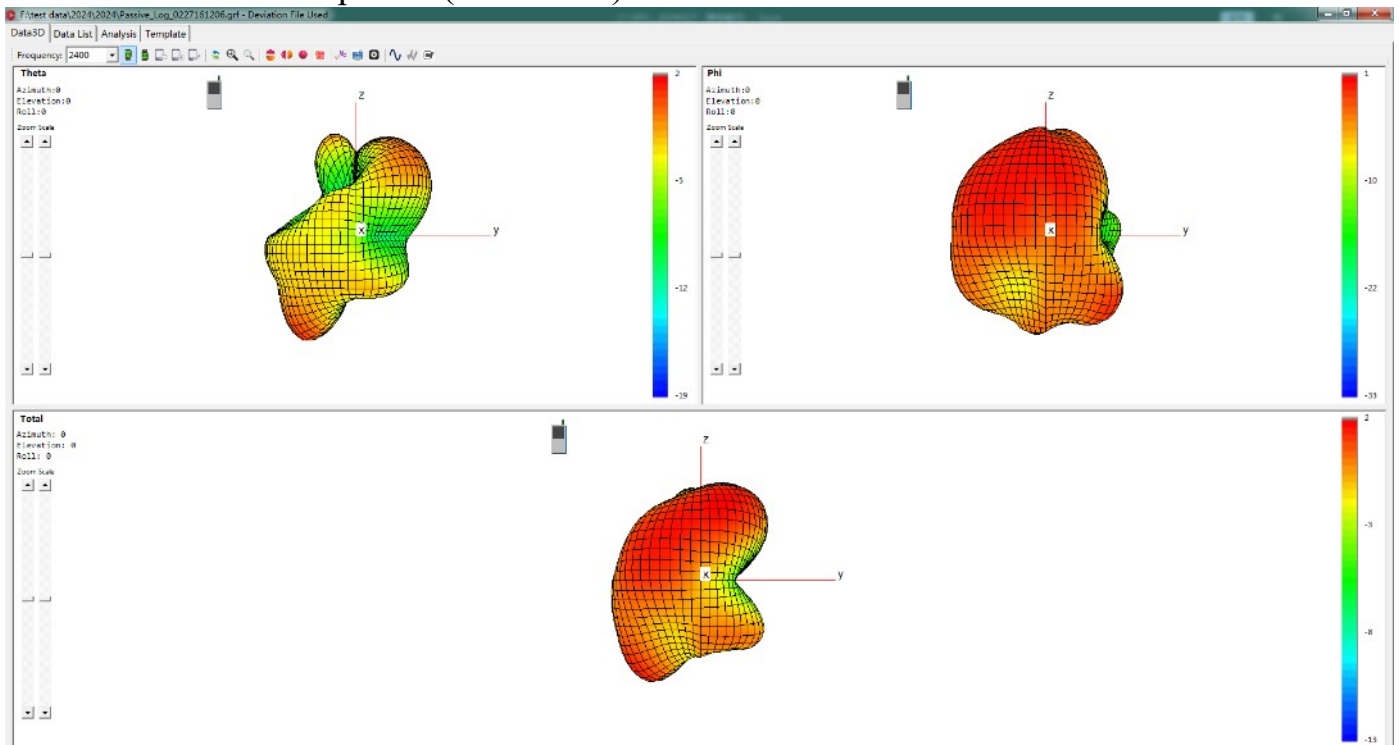 F:\test data\2024\2024\Passive_Log_0227161206.grf - Deviation File Used
Data3D Data List Analysis Template
Frequency: 2400
Theta
Azimuth:0
Elevation:0
Roll:0
Zoom Scale
z
x
y
2
-5
-12
-19
Phi
Azimuth:0
Elevation:0
Roll:0
Zoom Scale
z
x
y
1
-10
-22
-33
Total
Azimuth: 0
Elevation: 0
Roll: 0
Zoom Scale
z
x
y
2
-3
-8
-13